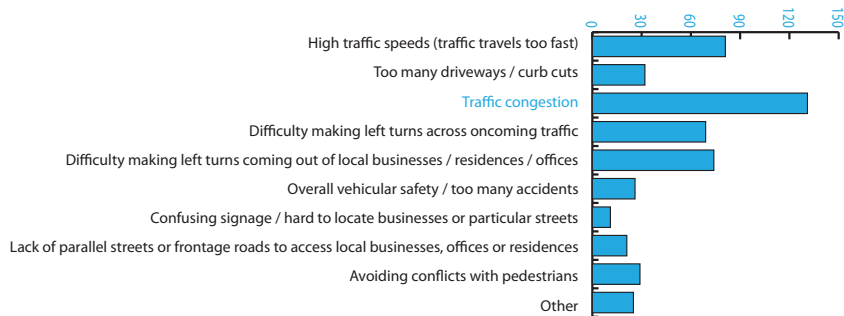 0 30 60 90 120 150
High traffic speeds (traffic travels too fast)
Too many driveways / curb cuts
Traffic congestion
Difficulty making left turns across oncoming traffic
Difficulty making left turns coming out of local businesses / residences / offices
Overall vehicular safety / too many accidents
Confusing signage / hard to locate businesses or particular streets
Lack of parallel streets or frontage roads to access local businesses, offices or residences
Avoiding conflicts with pedestrians
Other